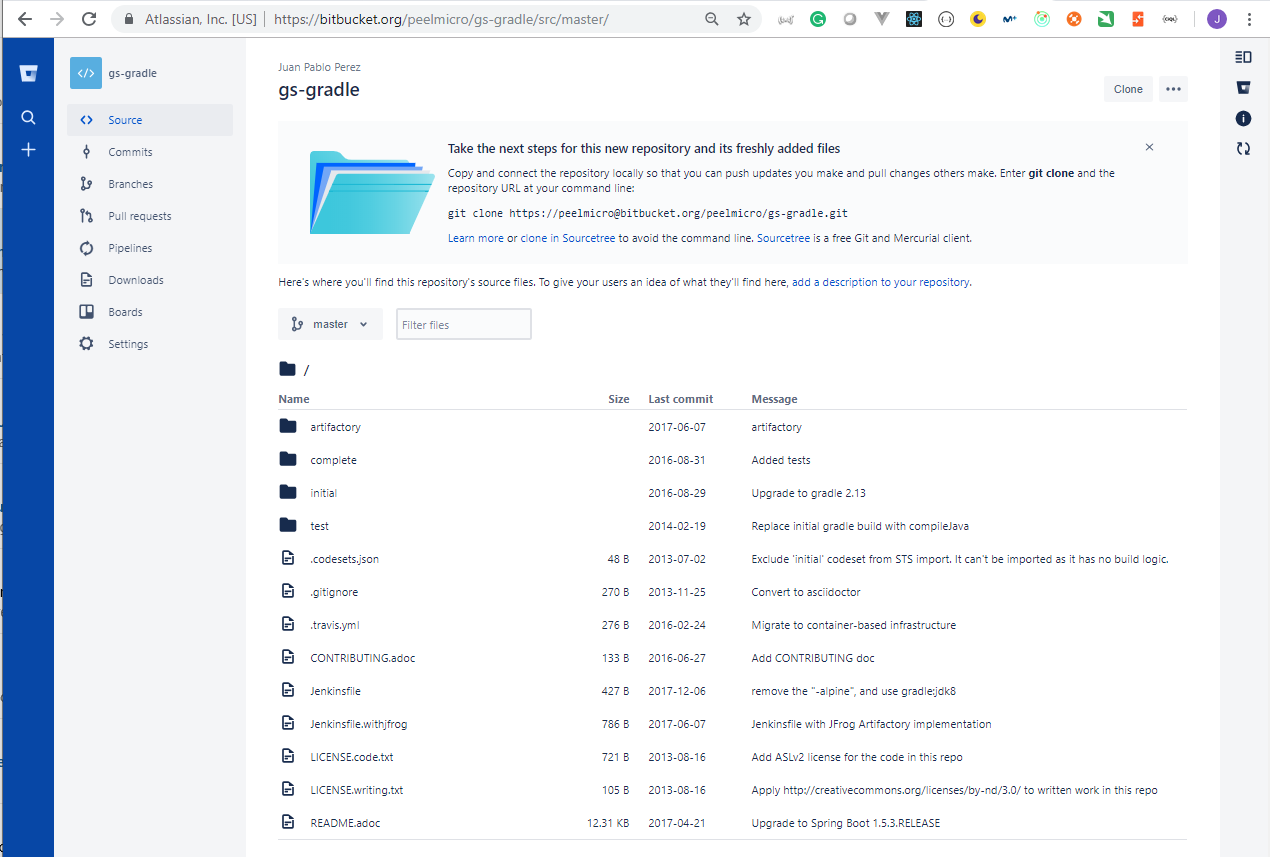 Atlassian, Inc. [US] | https://bitbucket.org/peelmicro/gs-gradle/src/master/
J
</> gs-gradle
Source
Commits
Branches
Pull requests
Pipelines
Downloads
Boards
Settings
Juan Pablo Perez
gs-gradle
Clone
Take the next steps for this new repository and its freshly added files
Copy and connect the repository locally so that you can push updates you make and pull changes others make. Enter git clone and the
repository URL at your command line:
git clone https://peelmicro@bitbucket.org/peelmicro/gs-gradle.git
Learn more or clone in Sourcetree to avoid the command line. Sourcetree is a free Git and Mercurial client.
Here's where you'll find this repository's source files. To give your users an idea of what they'll find here, add a description to your repository.
master
Filter files
/
Name Size Last commit Message
artifactory 2017-06-07 artifactory
complete 2016-08-31 Added tests
initial 2016-08-29 Upgrade to gradle 2.13
test 2014-02-19 Replace initial gradle build with compileJava
.codesets.json 48 B 2013-07-02 Exclude 'initial' codeset from STS import. It can't be imported as it has no build logic.
.gitignore 270 B 2013-11-25 Convert to asciidoctor
.travis.yml 276 B 2016-02-24 Migrate to container-based infrastructure
CONTRIBUTING.adoc 133 B 2016-06-27 Add CONTRIBUTING doc
Jenkinsfile 427 B 2017-12-06 remove the "-alpine", and use gradle:jdk8
Jenkinsfile.withjfrog 786 B 2017-06-07 Jenkinsfile with JFrog Artifactory implementation
LICENSE.code.txt 721 B 2013-08-16 Add ASLv2 license for the code in this repo
LICENSE.writing.txt 105 B 2013-08-16 Apply http://creativecommons.org/licenses/by-nd/3.0/ to written work in this repo
README.adoc 12.31 KB 2017-04-21 Upgrade to Spring Boot 1.5.3.RELEASE